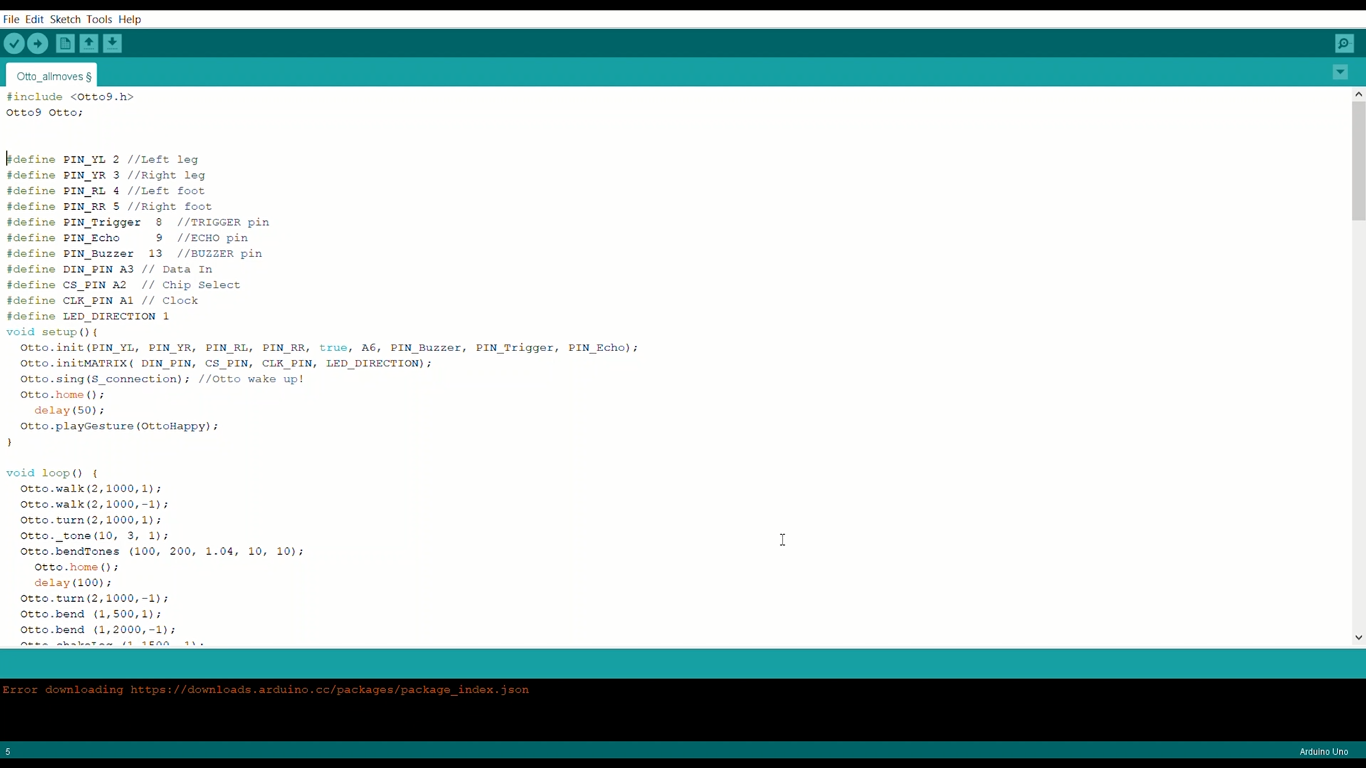 File Edit Sketch Tools Help
Otto_allmoves §
#include <Otto9.h>
Otto9 Otto;
#define PIN_YL 2 //Left leg
#define PIN_YR 3 //Right leg
#define PIN_RL 4 //Left foot
#define PIN_RR 5 //Right foot
#define PIN_Trigger  8  //TRIGGER pin
#define PIN_Echo     9  //ECHO pin
#define PIN_Buzzer  13  //BUZZER pin
#define DIN_PIN A3 // Data In
#define CS_PIN A2  // Chip Select
#define CLK_PIN A1 // Clock
#define LED_DIRECTION 1
void setup(){
  Otto.init(PIN_YL, PIN_YR, PIN_RL, PIN_RR, true, A6, PIN_Buzzer, PIN_Trigger, PIN_Echo);
  Otto.initMATRIX( DIN_PIN, CS_PIN, CLK_PIN, LED_DIRECTION);
  Otto.sing(S_connection); //Otto wake up!
  Otto.home();
    delay(50);
  Otto.playGesture(OttoHappy);
}
void loop() {
  Otto.walk(2,1000,1);
  Otto.walk(2,1000,-1);
  Otto.turn(2,1000,1);
  Otto._tone(10, 3, 1);
  Otto.bendTones (100, 200, 1.04, 10, 10);
    Otto.home();
    delay(100);
  Otto.turn(2,1000,-1);
  Otto.bend (1,500,1);
  Otto.bend (1,2000,-1);
Error downloading https://downloads.arduino.cc/packages/package_index.json
5
Arduino Uno